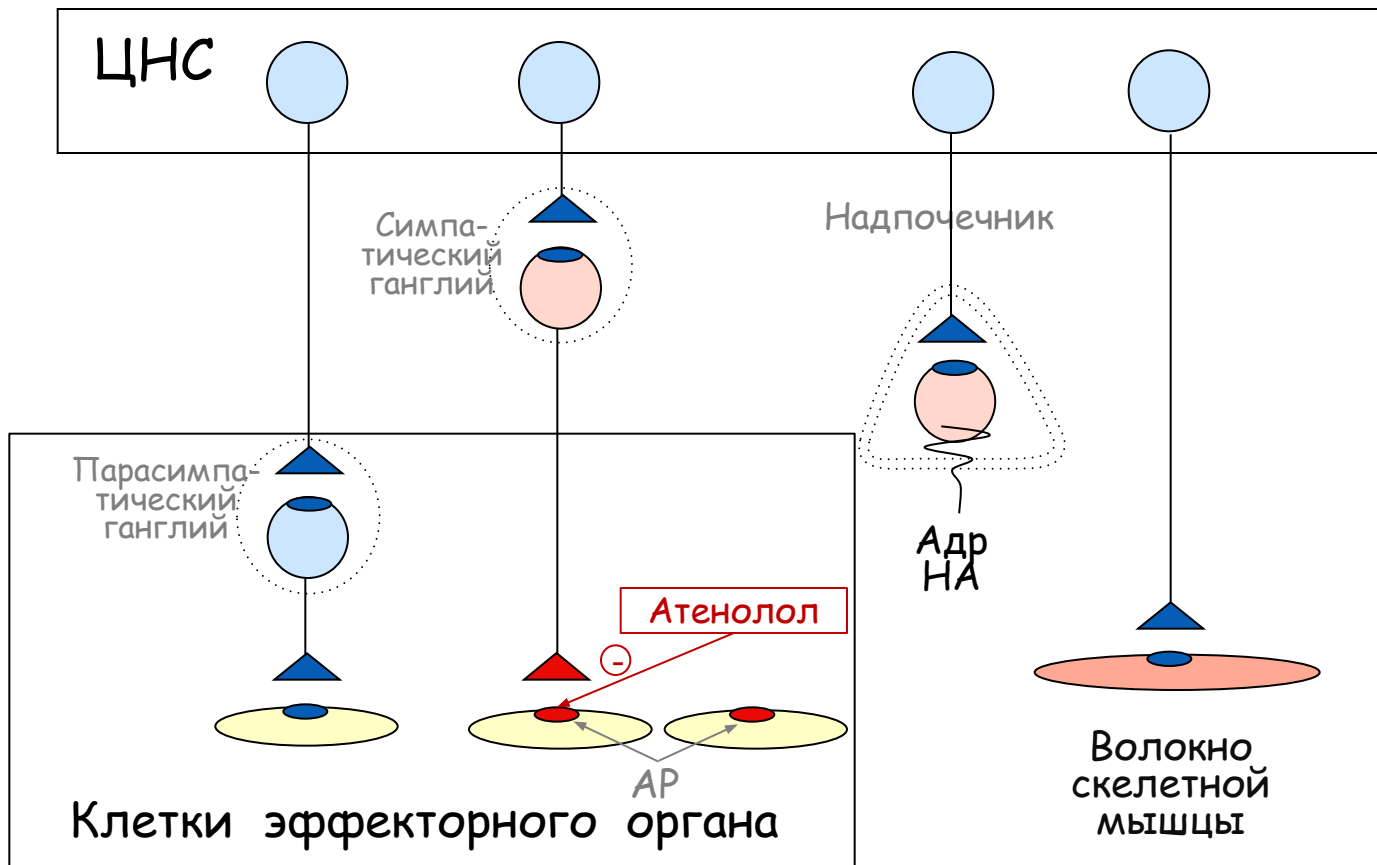 ЦНС
Симпа-
тический
ганглий
Надпочечник
Парасимпа-
тический
ганглий
Адр
НА
Атенолол
-
АР
Клетки эффекторного органа
Волокно
скелетной
мышцы